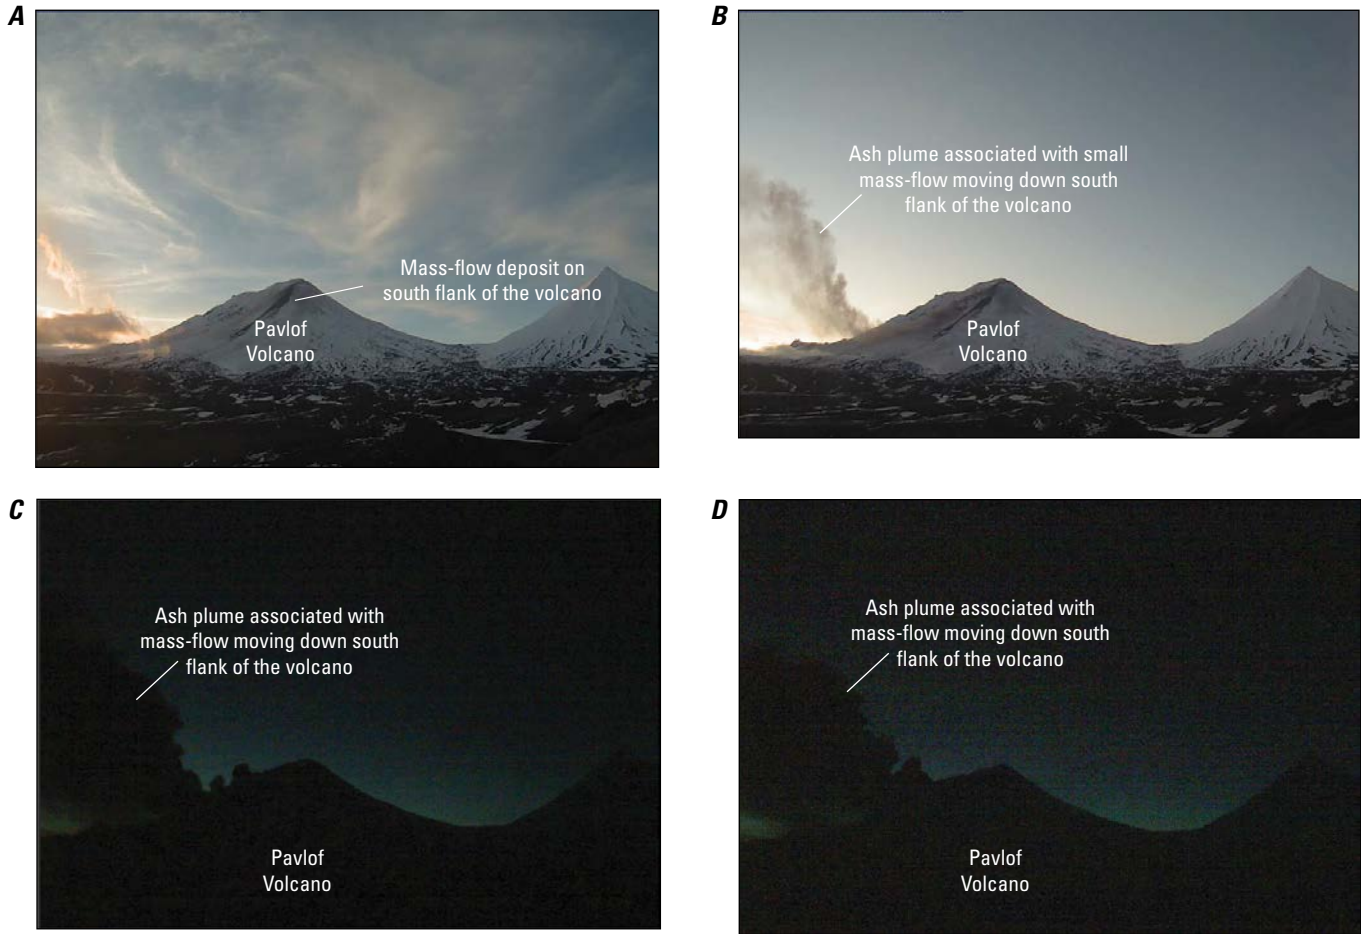 A
Mass-flow deposit on
south flank of the volcano
Pavlof
Volcano
B
Ash plume associated with small
mass-flow moving down south
flank of the volcano
Pavlof
Volcano
C
Ash plume associated with
mass-flow moving down south
flank of the volcano
Pavlof
Volcano
D
Ash plume associated with
mass-flow moving down south
flank of the volcano
Pavlof
Volcano